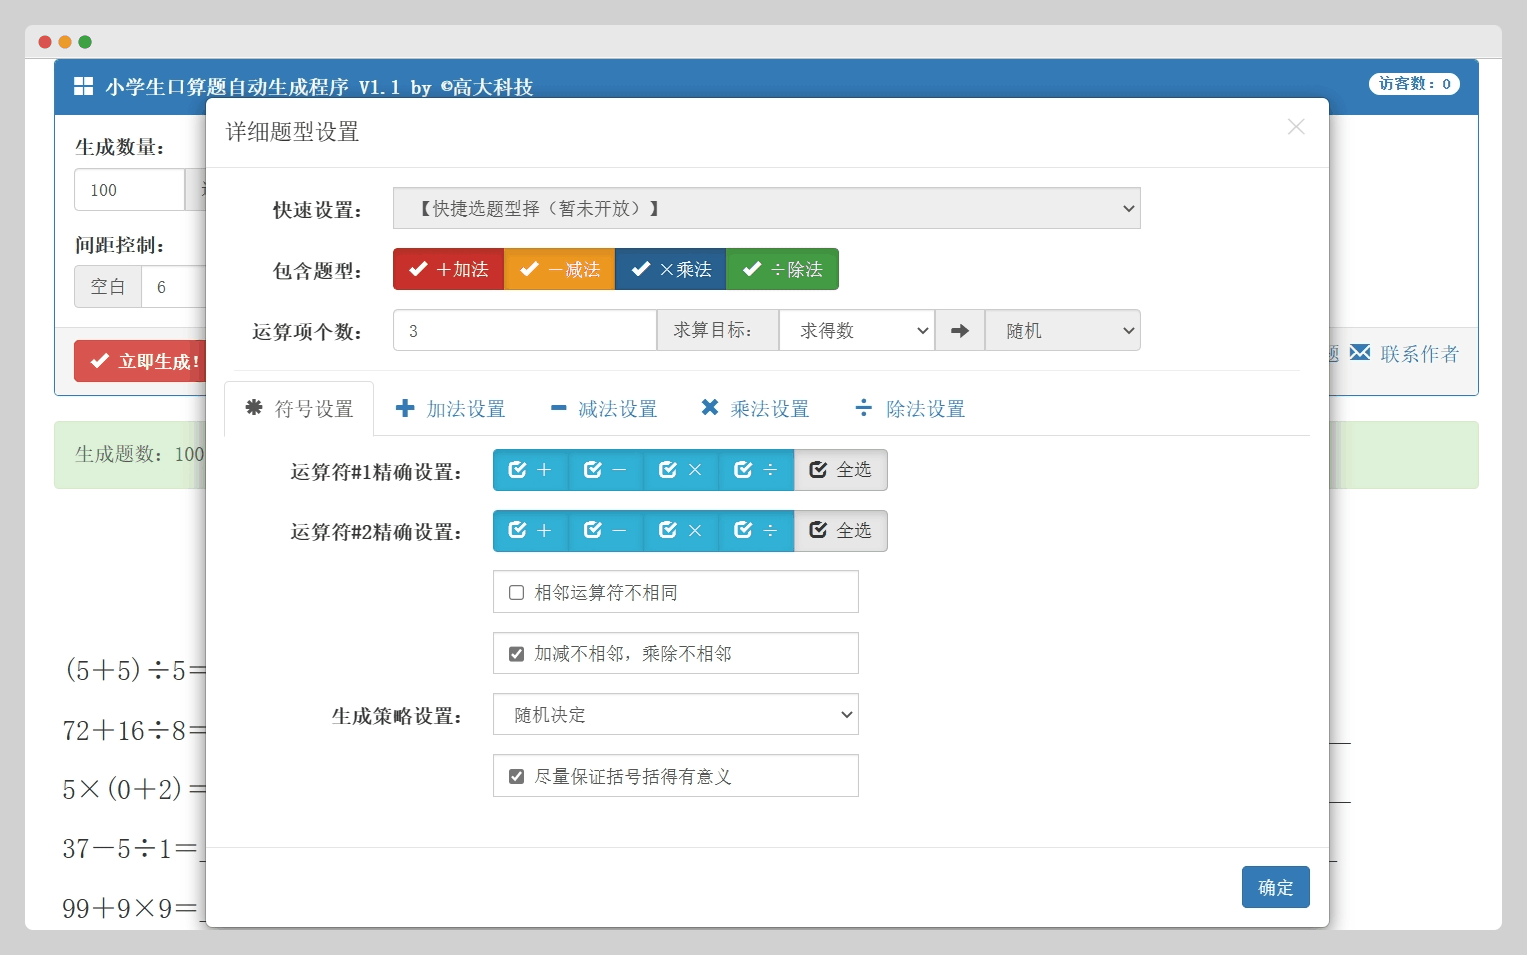 小学生口算题自动生成程序 V1.1 by ©高大科技
访客数：0
详细题型设置
生成数量：
100
快速设置：
【快捷选题型择（暂未开放）】
间距控制：
包含题型：
＋加法
－减法
×乘法
÷除法
空白
6
运算项个数：
3
求算目标：
求得数
随机
立即生成！
题
联系作者
符号设置
加法设置
减法设置
乘法设置
除法设置
生成题数：100
运算符#1精确设置：
＋
－
×
÷
全选
运算符#2精确设置：
＋
－
×
÷
全选
相邻运算符不相同
加减不相邻，乘除不相邻
生成策略设置：
随机决定
尽量保证括号括得有意义
(5＋5)÷5＝
72＋16÷8＝
5×(0＋2)＝
37－5÷1＝
99＋9×9＝
确定